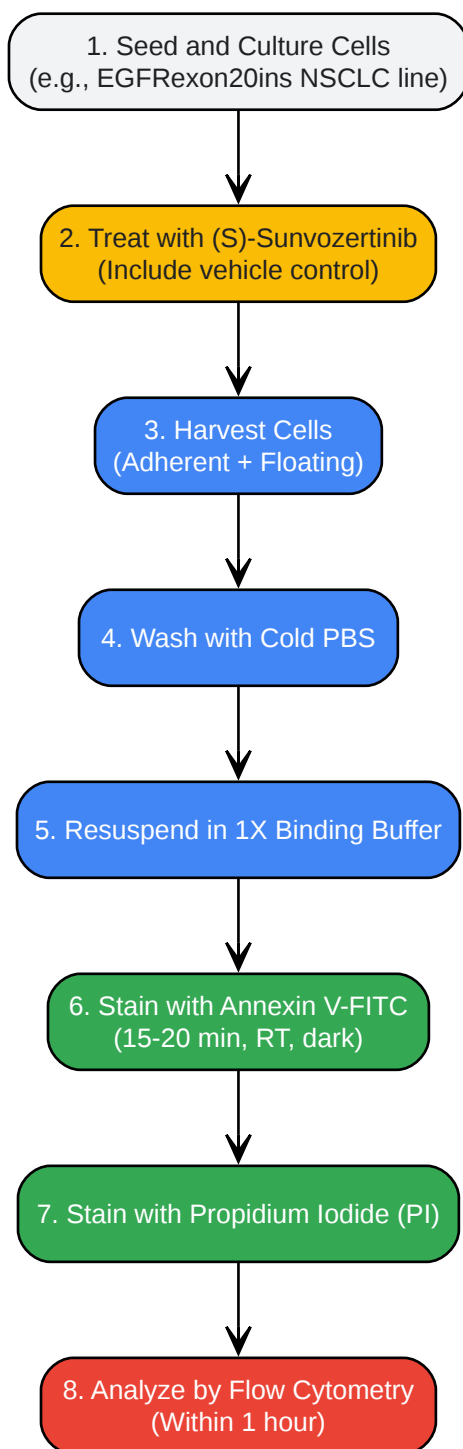 1. Seed and Culture Cells
(e.g., EGFRexon20ins NSCLC line)
2. Treat with (S)-Sunvozertinib
(Include vehicle control)
3. Harvest Cells
(Adherent + Floating)
4. Wash with Cold PBS
5. Resuspend in 1X Binding Buffer
6. Stain with Annexin V-FITC
(15-20 min, RT, dark)
7. Stain with Propidium Iodide (PI)
8. Analyze by Flow Cytometry
(Within 1 hour)